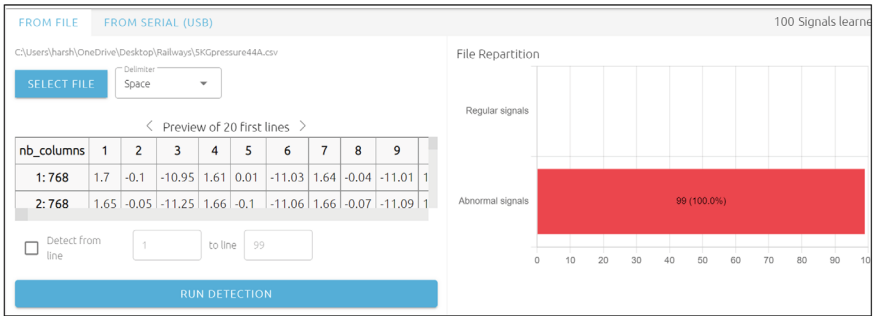 FROM FILE FROM SERIAL (USB) 100 Signals learne
C:\Users\harsh\OneDrive\Desktop\Railways\5KGpressure44A.csv
SELECT FILE
Delimiter
Space
Preview of 20 first lines
nb_columns 1 2 3 4 5 6 7 8 9
1: 768 1.7 -0.1 -10.95 1.61 0.01 -11.03 1.64 -0.04 -11.01 1
2: 768 1.65 -0.05 -11.25 1.66 -0.1 -11.06 1.66 -0.07 -11.09 1
Detect from line 1 to line 99
RUN DETECTION
File Repartition
Regular signals
Abnormal signals 99 (100.0%)
0 10 20 30 40 50 60 70 80 90 10